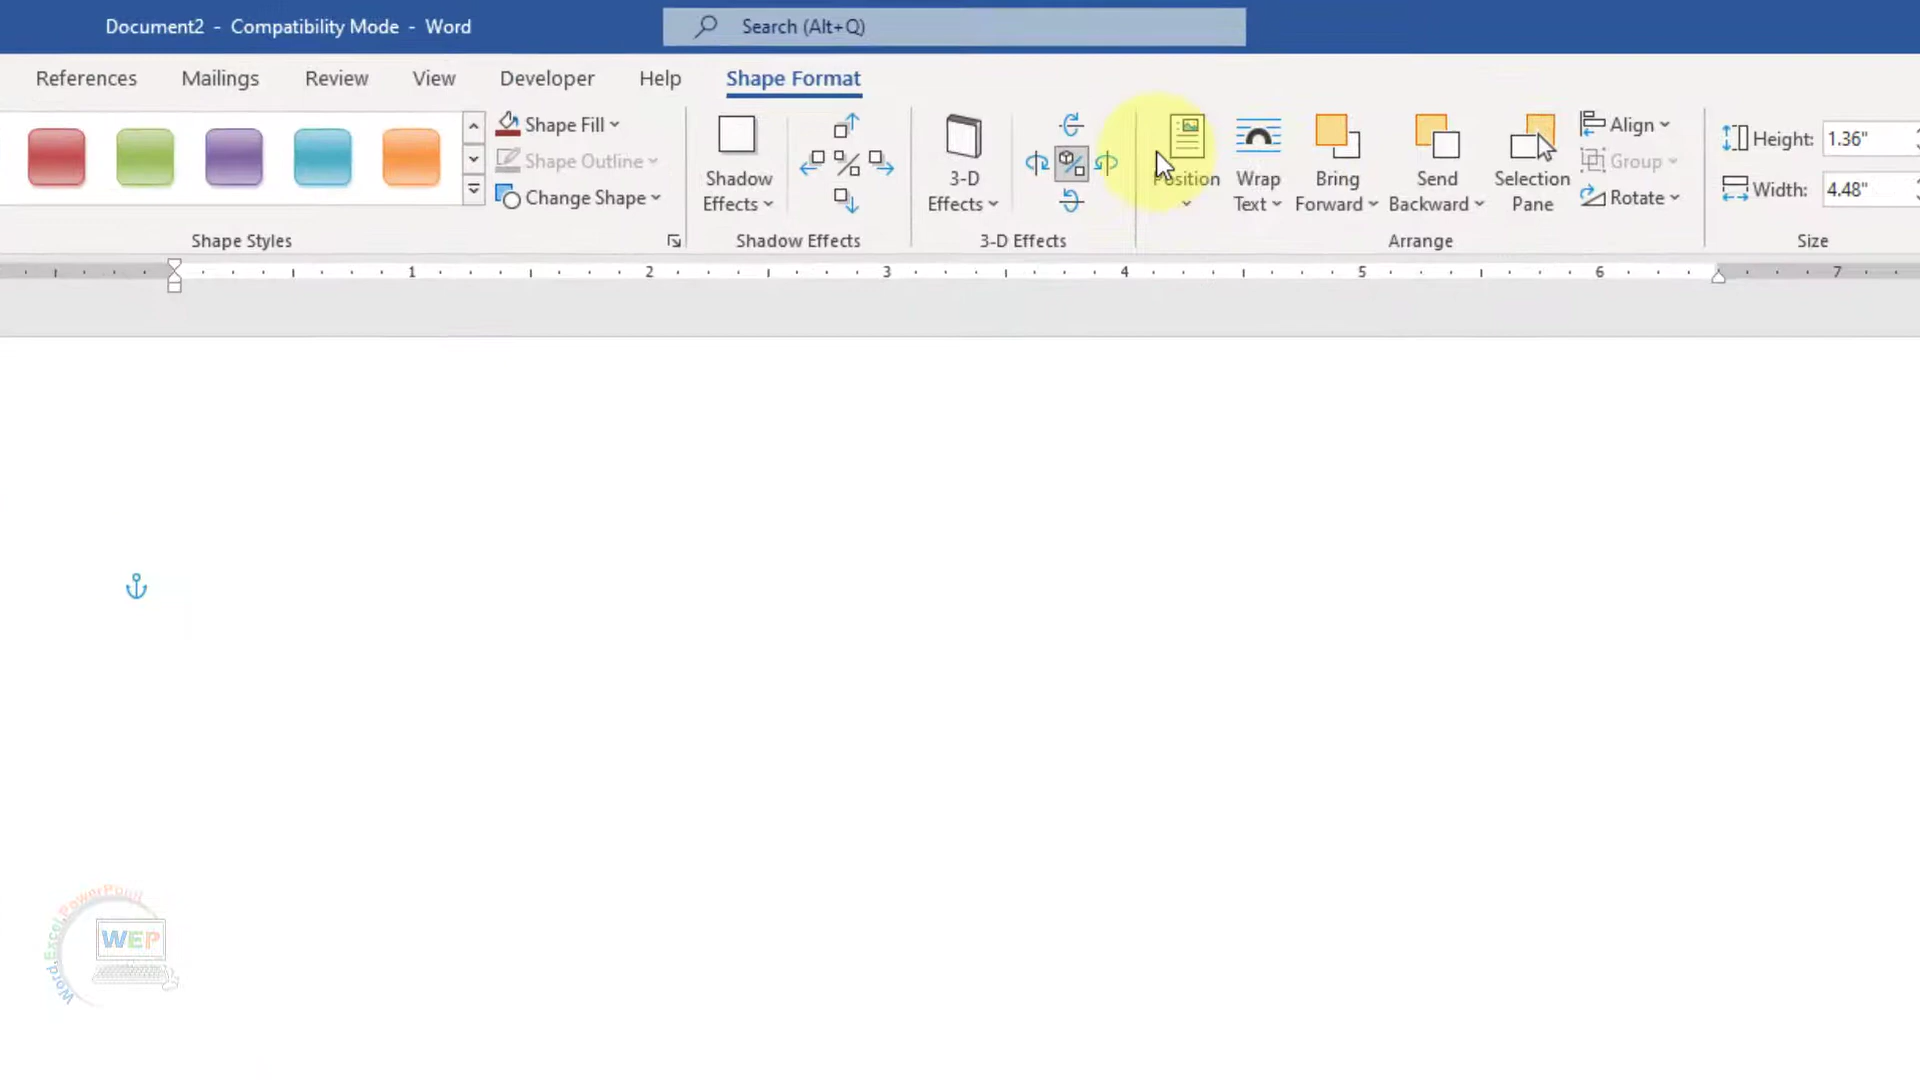 Document2 - Compatibility Mode - Word
Search (Alt+Q)
References Mailings Review View Developer Help Shape Format
Shape Fill
Shape Outline
Change Shape
Shape Styles
Shadow
Effects
Shadow Effects
3-D
Effects
3-D Effects
Position
Wrap
Text
Bring
Forward
Send
Backward
Selection
Pane
Align
Group
Rotate
Arrange
Height: 1.36"
Width: 4.48"
Size
1 2 3 4 5 6 7
Word.Excel.PowerPoint
WEP